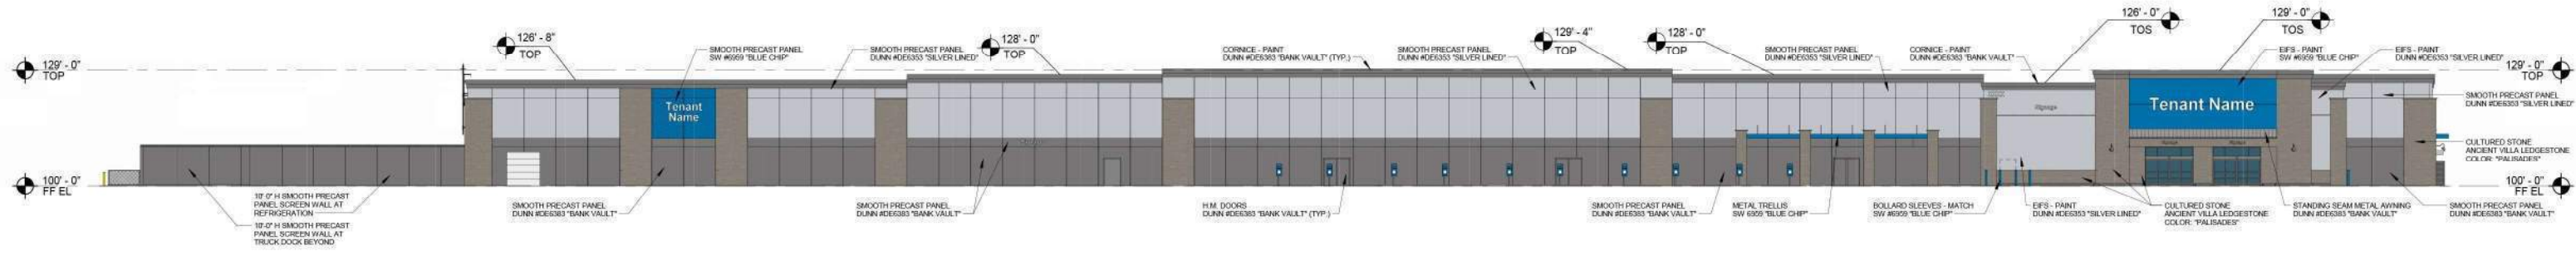 129' - 0"
TOP
100' - 0"
FF EL
126' - 8"
TOP
SMOOTH PRECAST PANEL
SW #6959 "BLUE CHIP"
SMOOTH PRECAST PANEL
DUNN #DE6353 "SILVER LINED"
128' - 0"
TOP
CORNICE - PAINT
DUNN #DE6383 "BANK VAULT" (TYP.)
SMOOTH PRECAST PANEL
DUNN #DE6353 "SILVER LINED"
129' - 4"
TOP
128' - 0"
TOP
SMOOTH PRECAST PANEL
DUNN #DE6353 "SILVER LINED"
CORNICE - PAINT
DUNN #DE6383 "BANK VAULT"
126' - 0"
TOS
129' - 0"
TOS
EIFS - PAINT
SW #6959 "BLUE CHIP"
EIFS - PAINT
DUNN #DE6353 "SILVER LINED"
129' - 0"
TOP
SMOOTH PRECAST PANEL
DUNN #DE6353 "SILVER LINED"
CULTURED STONE
ANCIENT VILLA LEDGESTONE
COLOR: "PALISADES"
100' - 0"
FF EL
Tenant
Name
Signage
Tenant Name
10'-0" H SMOOTH PRECAST
PANEL SCREEN WALL AT
REFRIGERATION
10'-0" H SMOOTH PRECAST
PANEL SCREEN WALL AT
TRUCK DOCK BEYOND
SMOOTH PRECAST PANEL
DUNN #DE6383 "BANK VAULT"
SMOOTH PRECAST PANEL
DUNN #DE6383 "BANK VAULT"
H.M. DOORS
DUNN #DE6383 "BANK VAULT" (TYP.)
SMOOTH PRECAST PANEL
DUNN #DE6383 "BANK VAULT"
METAL TRELLIS
SW 6959 "BLUE CHIP"
BOLLARD SLEEVES - MATCH
SW #6959 "BLUE CHIP"
EIFS - PAINT
DUNN #DE6353 "SILVER LINED"
CULTURED STONE
ANCIENT VILLA LEDGESTONE
COLOR: "PALISADES"
STANDING SEAM METAL AWNING
DUNN #DE6383 "BANK VAULT"
SMOOTH PRECAST PANEL
DUNN #DE6383 "BANK VAULT"